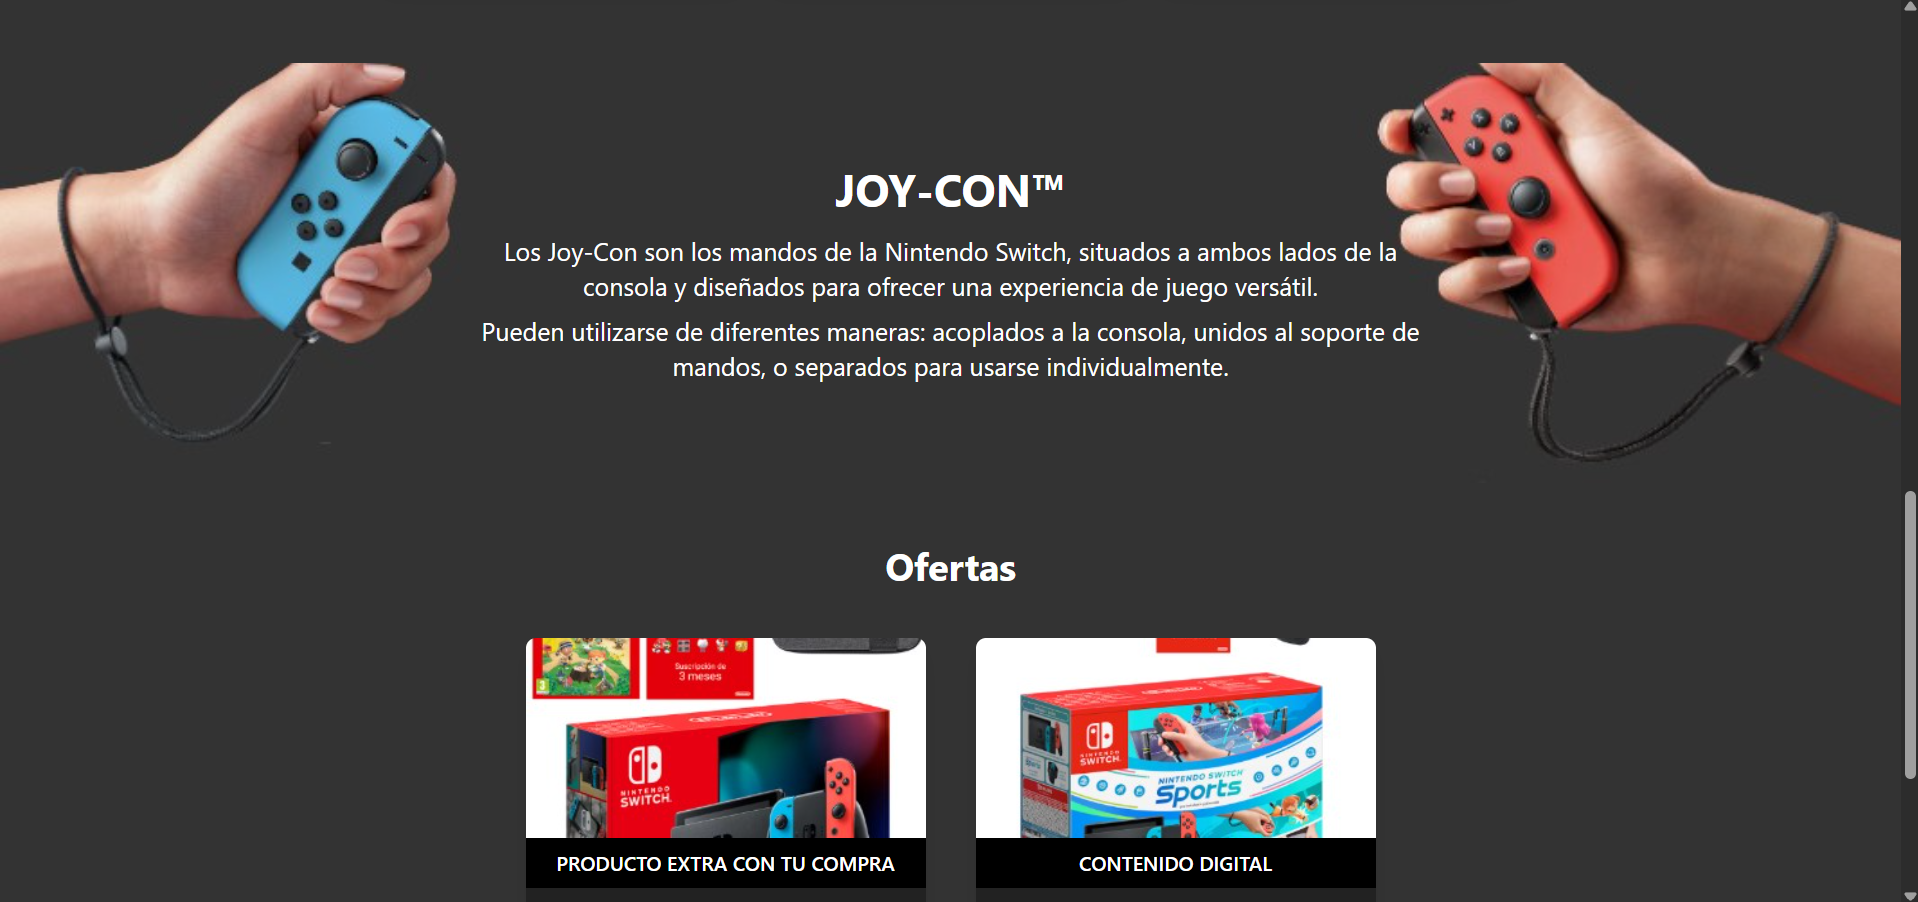 JOY-CON™
Los Joy-Con son los mandos de la Nintendo Switch, situados a ambos lados de la
consola y diseñados para ofrecer una experiencia de juego versátil.
Pueden utilizarse de diferentes maneras: acoplados a la consola, unidos al soporte de
mandos, o separados para usarse individualmente.
Ofertas
Suscripción de
3 meses
3
NINTENDO
SWITCH.
PRODUCTO EXTRA CON TU COMPRA
NINTENDO
SWITCH.
NINTENDO SWITCH
Sports
CONTENIDO DIGITAL